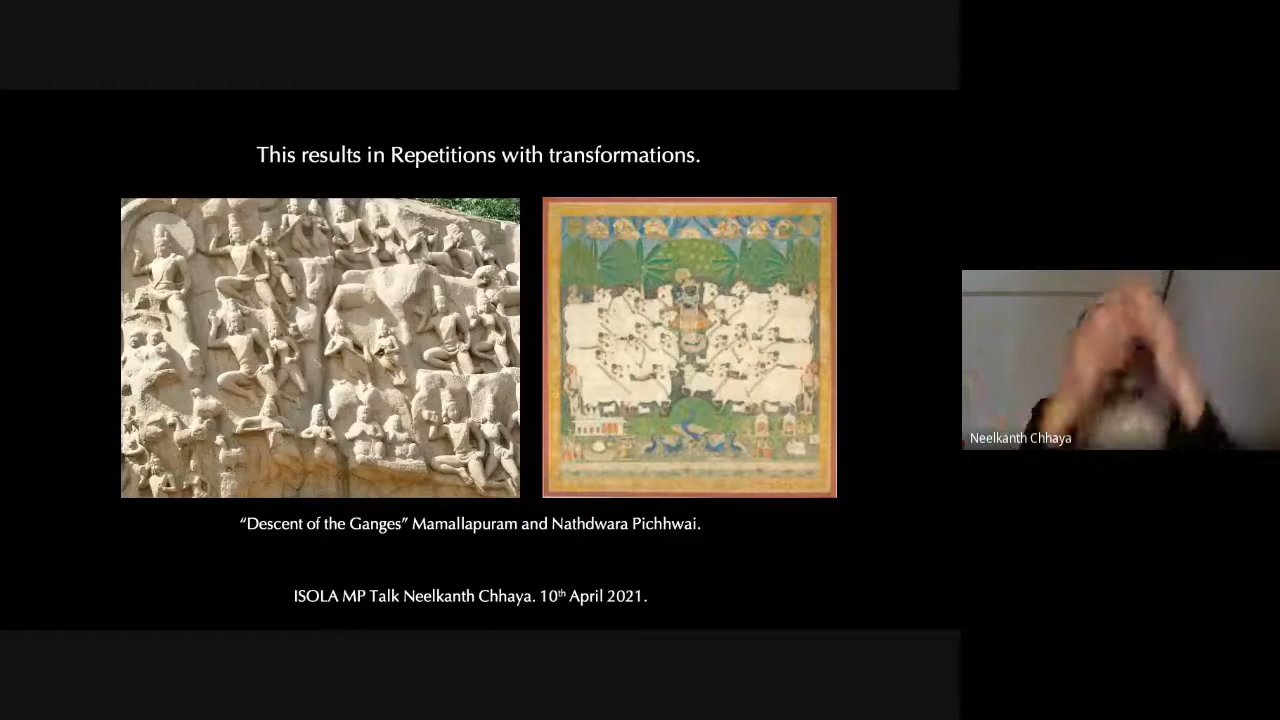 This results in Repetitions with transformations.
“Descent of the Ganges” Mamallapuram and Nathdwara Pichhwai.
Neelkanth Chhaya
ISOLA MP Talk Neelkanth Chhaya. 10th April 2021.